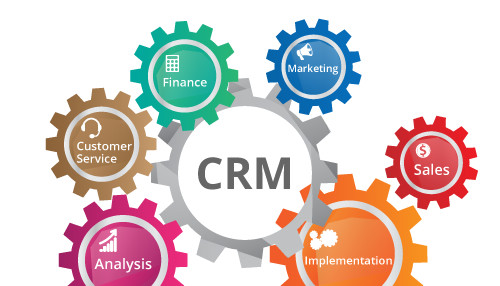 Finance
Marketing
Customer
Service
CRM
$
Sales
Analysis
Implementation